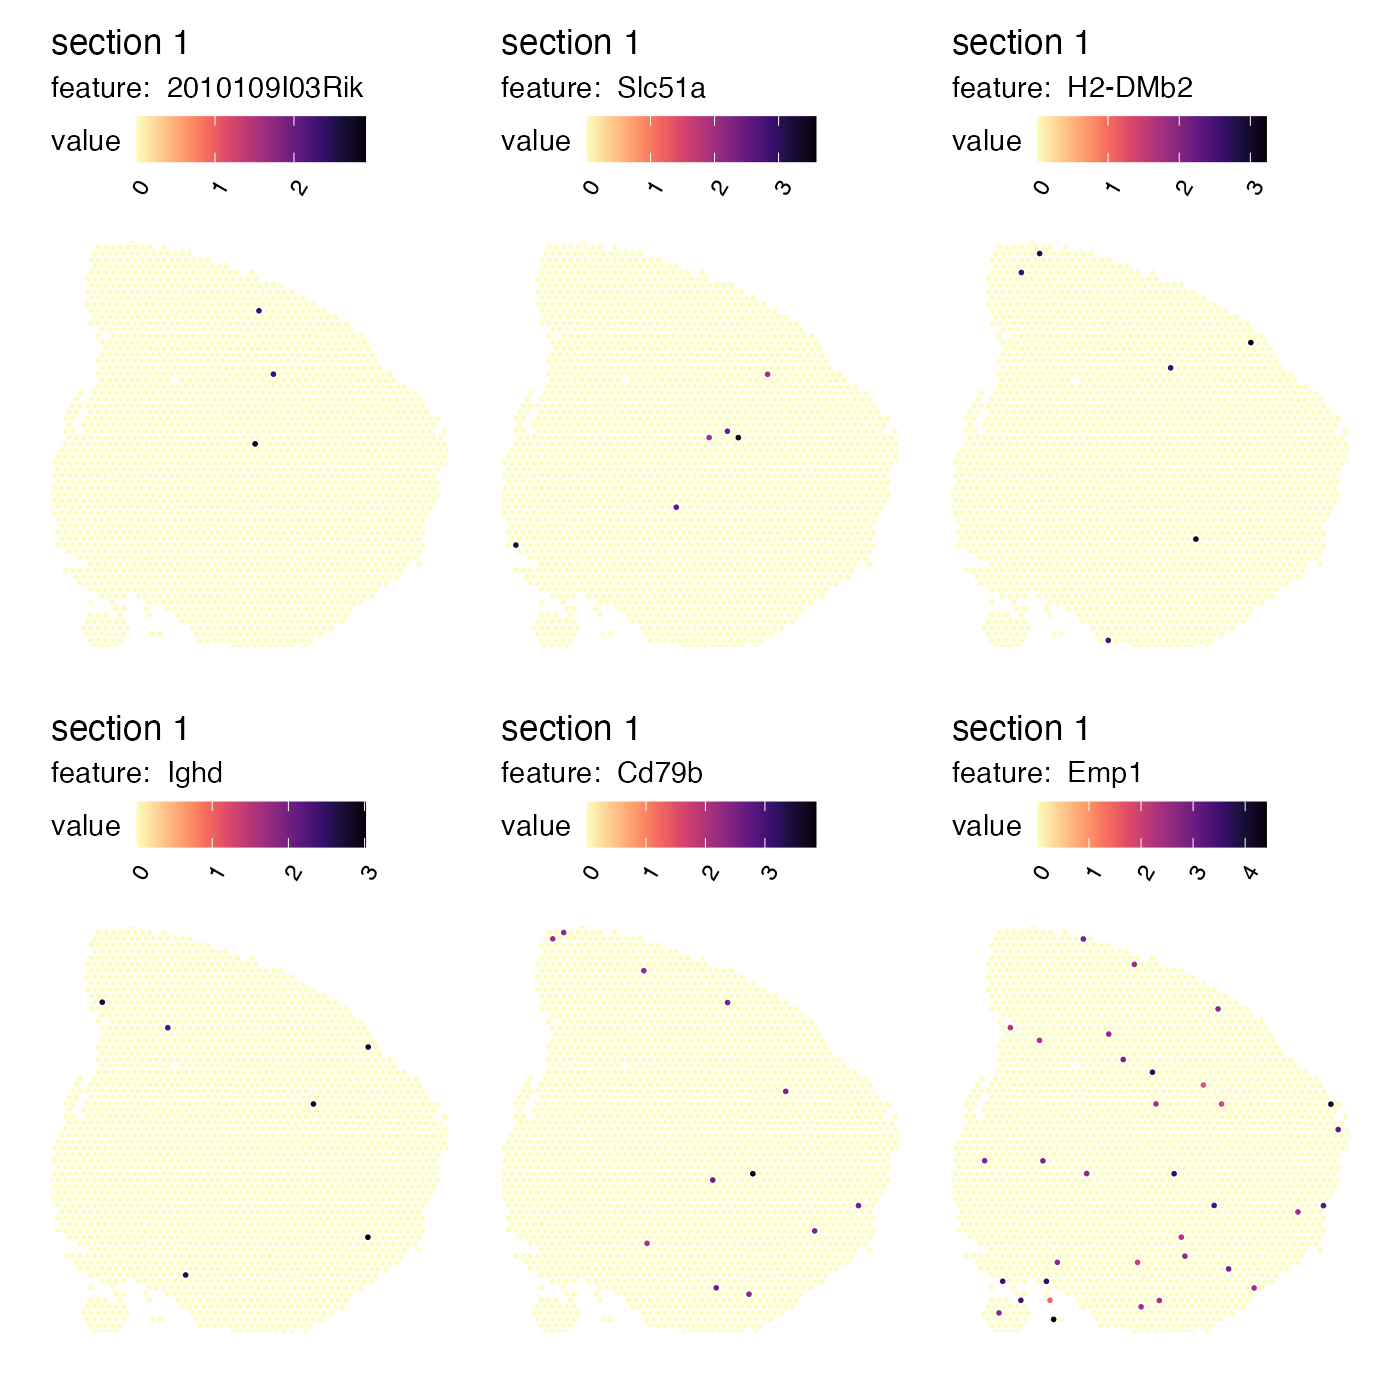 section 1
feature: 2010109I03Rik
value
0 1 2
section 1
feature: Slc51a
value
0 1 2 3
section 1
feature: H2-DMb2
value
0 1 2 3
section 1
feature: Ighd
value
0 1 2 3
section 1
feature: Cd79b
value
0 1 2 3
section 1
feature: Emp1
value
0 1 2 3 4